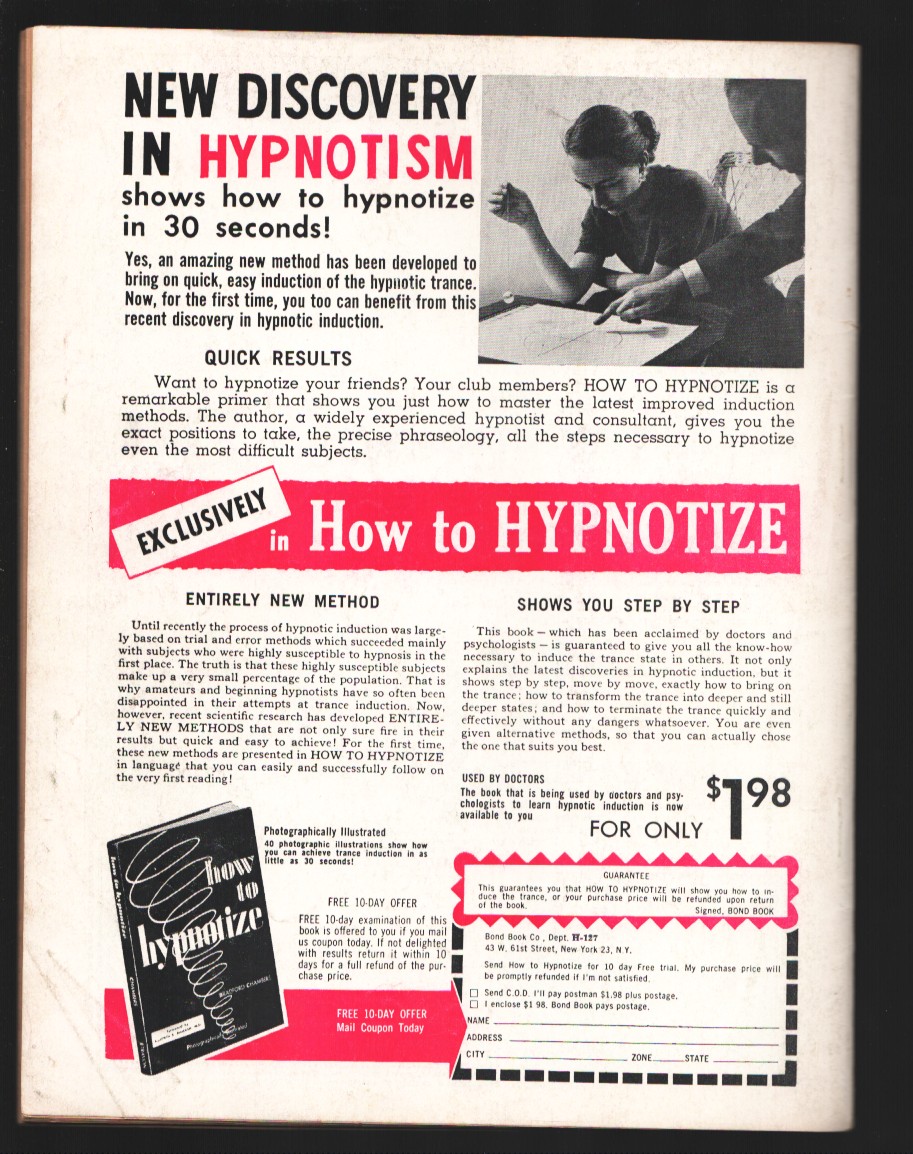 NEW DISCOVERY
IN HYPNOTISM
shows how to hypnotize
in 30 seconds!
Yes, an amazing new method has been developed to
bring on quick, easy induction of the hypnotic trance.
Now, for the first time, you too can benefit from this
recent discovery in hypnotic induction.
QUICK RESULTS
Want to hypnotize your friends? Your club members? HOW TO HYPNOTIZE is a
remarkable primer that shows you just how to master the latest improved induction
methods. The author, a widely experienced hypnotist and consultant, gives you the
exact positions to take, the precise phraseology, all the steps necessary to hypnotize
even the most difficult subjects.
EXCLUSIVELY
in How to HYPNOTIZE
ENTIRELY NEW METHOD
Until recently the process of hypnotic induction was large-
ly based on trial and error methods which succeeded mainly
with subjects who were highly susceptible to hypnosis in the
first place. The truth is that these highly susceptible subjects
make up a very small percentage of the population. That is
why amateurs and beginning hypnotists have so often been
disappointed in their attempts at trance induction. Now,
however, recent scientific research has developed ENTIRE-
LY NEW METHODS that are not only sure fire in their
results but quick and easy to achieve! For the first time,
these new methods are presented in HOW TO HYPNOTIZE
in language that you can easily and successfully follow on
the very first reading!
SHOWS YOU STEP BY STEP
This book — which has been acclaimed by doctors and
psychologists — is guaranteed to give you all the know-how
necessary to induce the trance state in others. It not only
explains the latest discoveries in hypnotic induction, but it
shows step by step, move by move, exactly how to bring on
the trance; how to transform the trance into deeper and still
deeper states; and how to terminate the trance quickly and
effectively without any dangers whatsoever. You are even
given alternative methods, so that you can actually chose
the one that suits you best.
USED BY DOCTORS
The book that is being used by doctors and psy-
chologists to learn hypnotic induction is now
available to you
FOR ONLY
$1 98
how to hypnotize
CHAMBERS
how
to
hypnotize
BRADFORD CHAMBERS
Photographically Illustrated
40 photographic illustrations show how
you can achieve trance induction in as
little as 30 seconds!
FREE 10-DAY OFFER
FREE 10-day examination of this
book is offered to you if you mail
us coupon today. If not delighted
with results return it within 10
days for a full refund of the pur-
chase price.
FREE 10-DAY OFFER
Mail Coupon Today
GUARANTEE
This guarantees you that HOW TO HYPNOTIZE will show you how to in-
duce the trance, or your purchase price will be refunded upon return
of the book.
Signed, BOND BOOK
Bond Book Co., Dept. H-127
43 W. 61st Street, New York 23, N.Y.
Send How to Hypnotize for 10 day Free trial. My purchase price will
be promptly refunded if I'm not satisfied.
Send C.O.D. I'll pay postman $1.98 plus postage.
I enclose $1 98. Bond Book pays postage.
NAME
ADDRESS
CITY ZONE STATE